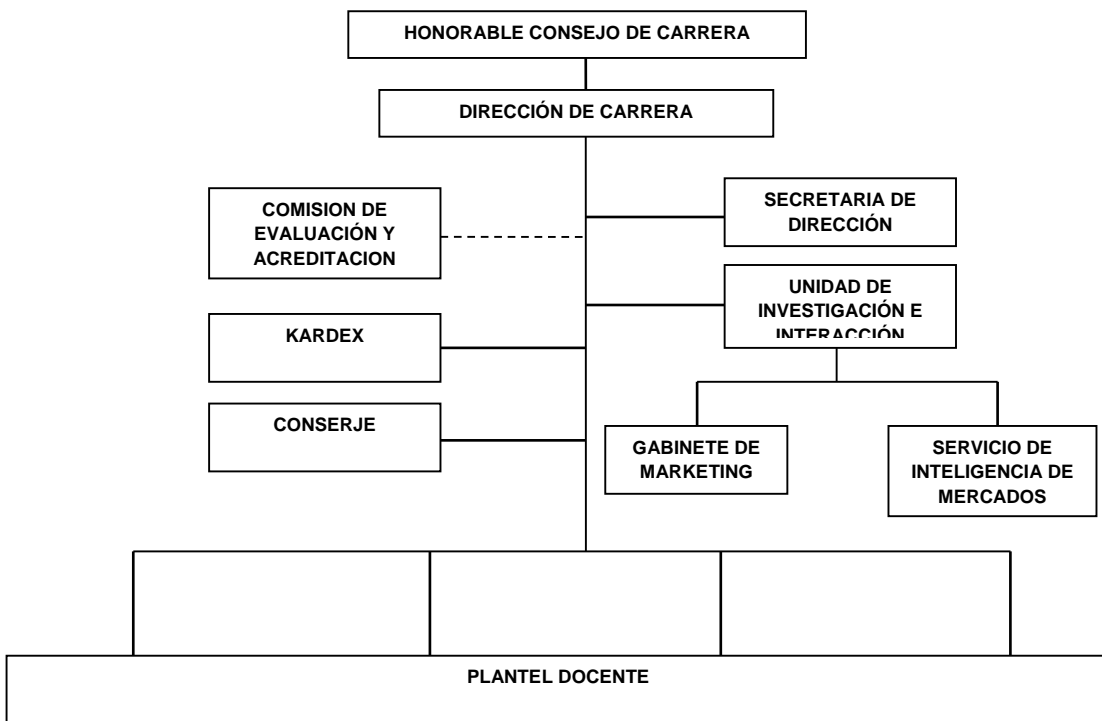 HONORABLE CONSEJO DE CARRERA
DIRECCIÓN DE CARRERA
COMISION DE
EVALUACIÓN Y
ACREDITACION
SECRETARIA DE
DIRECCIÓN
UNIDAD DE
INVESTIGACIÓN E
INTERACCIÓN
KARDEX
CONSERJE
GABINETE DE
MARKETING
SERVICIO DE
INTELIGENCIA DE
MERCADOS
PLANTEL DOCENTE